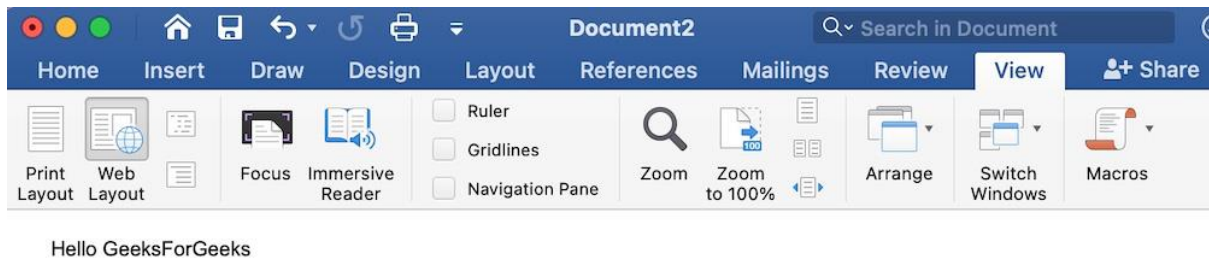 Document2
Search in Document
Home Insert Draw Design Layout References Mailings Review View Share
Print Layout
Web Layout
Focus
Immersive Reader
Ruler
Gridlines
Navigation Pane
Zoom
Zoom to 100%
100
Arrange
Switch Windows
Macros
Hello GeeksForGeeks